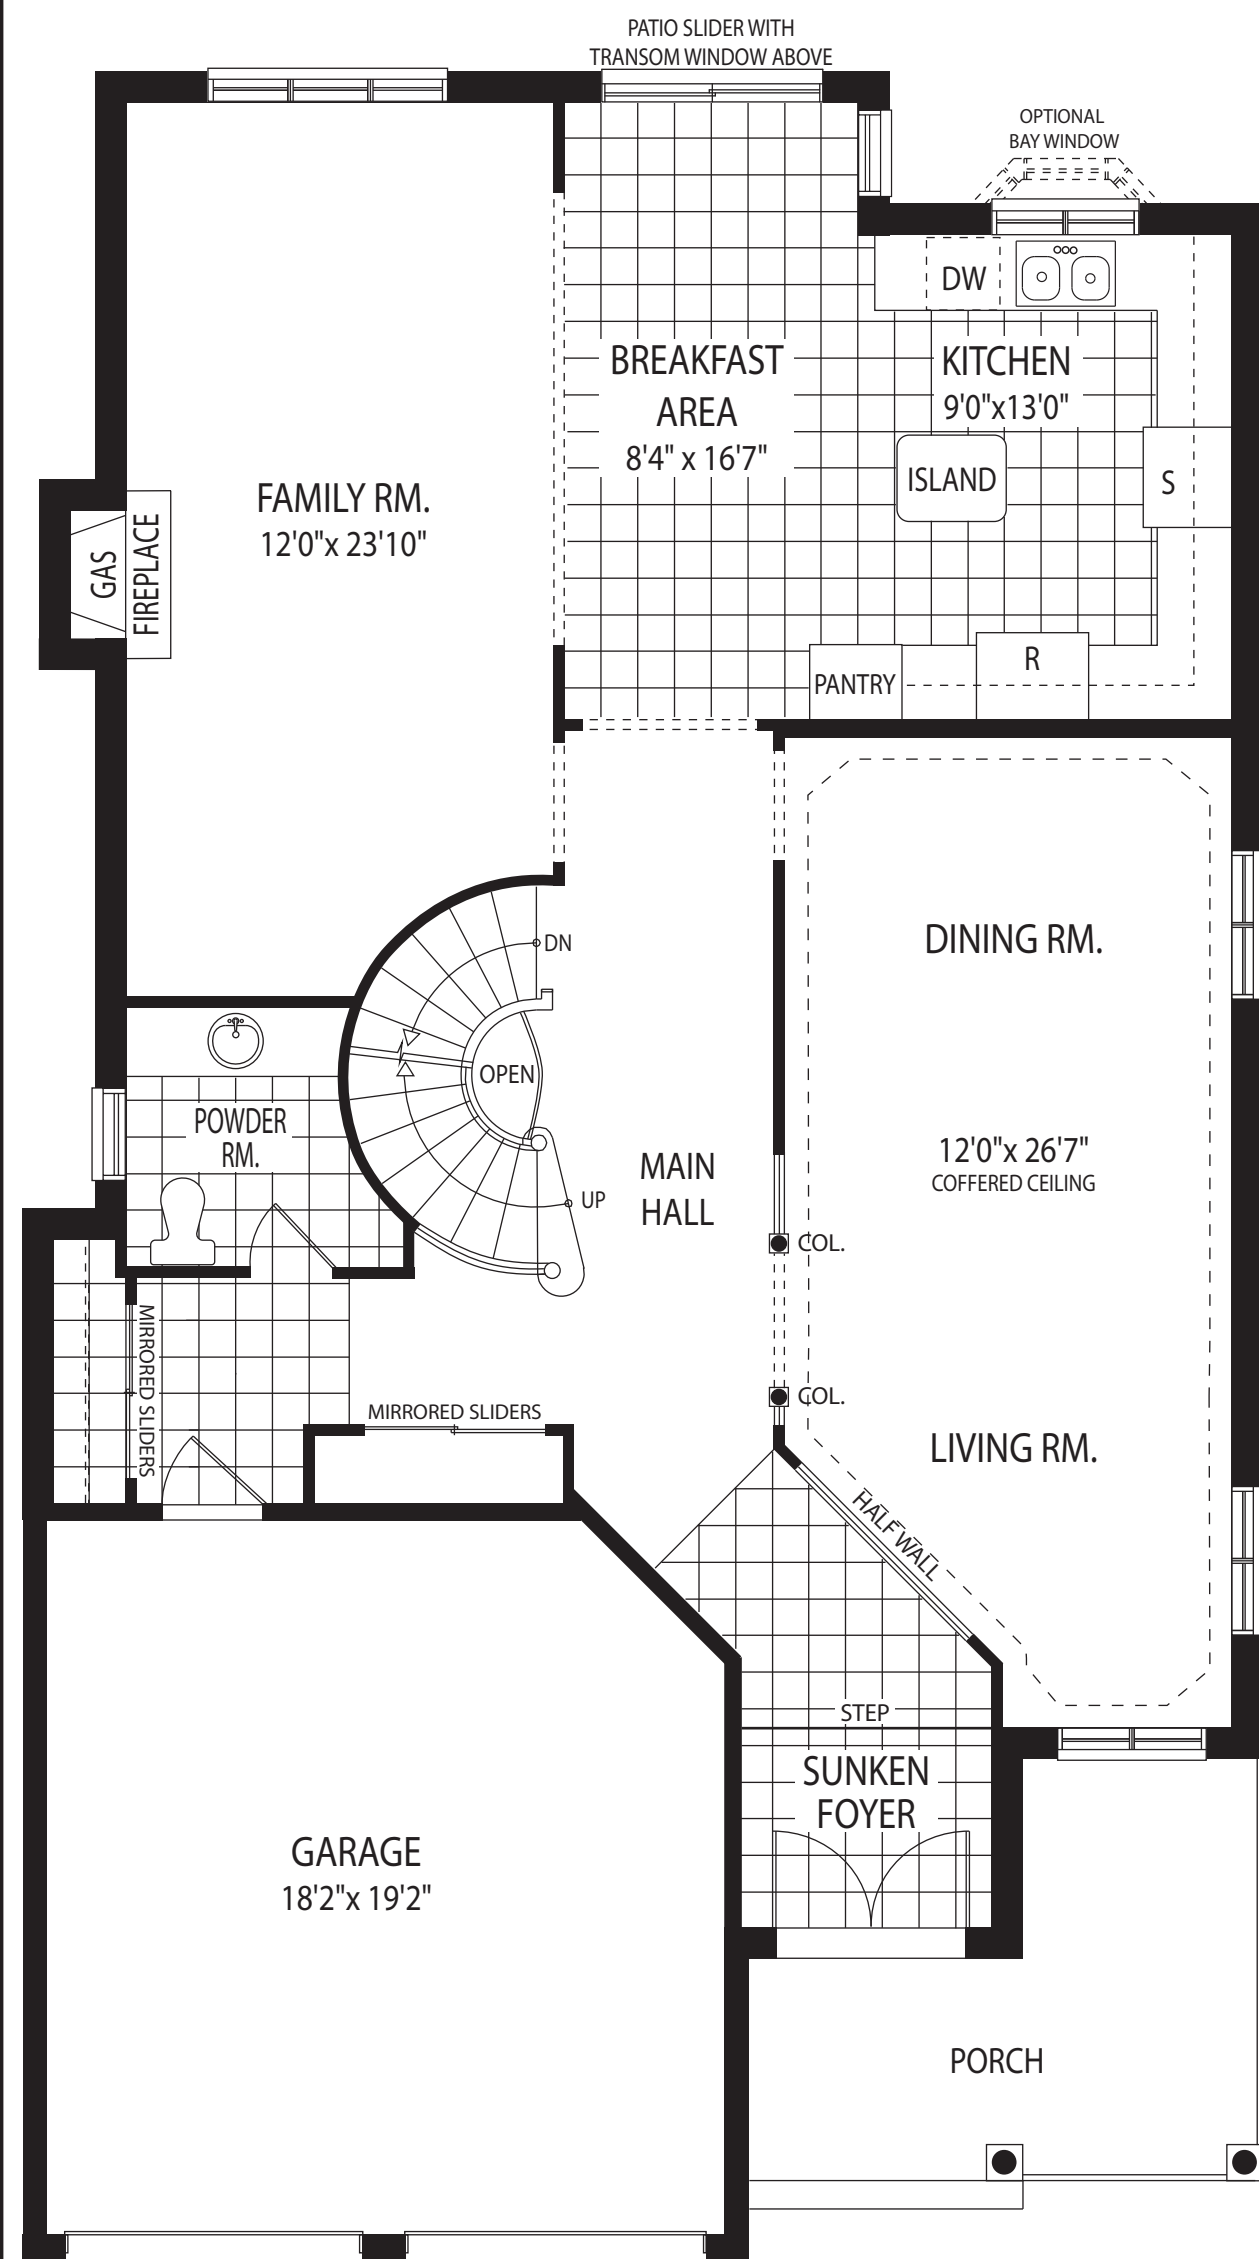 PATIO SLIDER WITH
TRANSOM WINDOW ABOVE
OPTIONAL
BAY WINDOW
DW
BREAKFAST
AREA
8'4" x 16'7"
KITCHEN
9'0"x13'0"
ISLAND
S
FAMILY RM.
12'0"x 23'10"
GAS
FIREPLACE
PANTRY
R
DN
OPEN
UP
DINING RM.
POWDER
RM.
MAIN
HALL
12'0"x 26'7"
COFFERED CEILING
COL.
COL.
MIRRORED SLIDERS
MIRRORED SLIDERS
LIVING RM.
HALF WALL
STEP
SUNKEN
FOYER
GARAGE
18'2"x 19'2"
PORCH